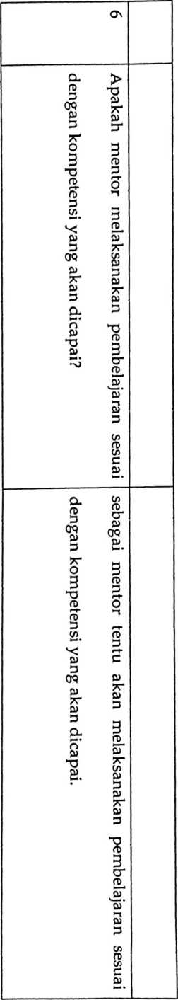 6
Apakah mentor melaksanakan pembelajaran sesuai
dengan kompetensi yang akan dicapai?
sebagai mentor tentu akan melaksanakan pembelajaran sesuai
dengan kompetensi yang akan dicapai.